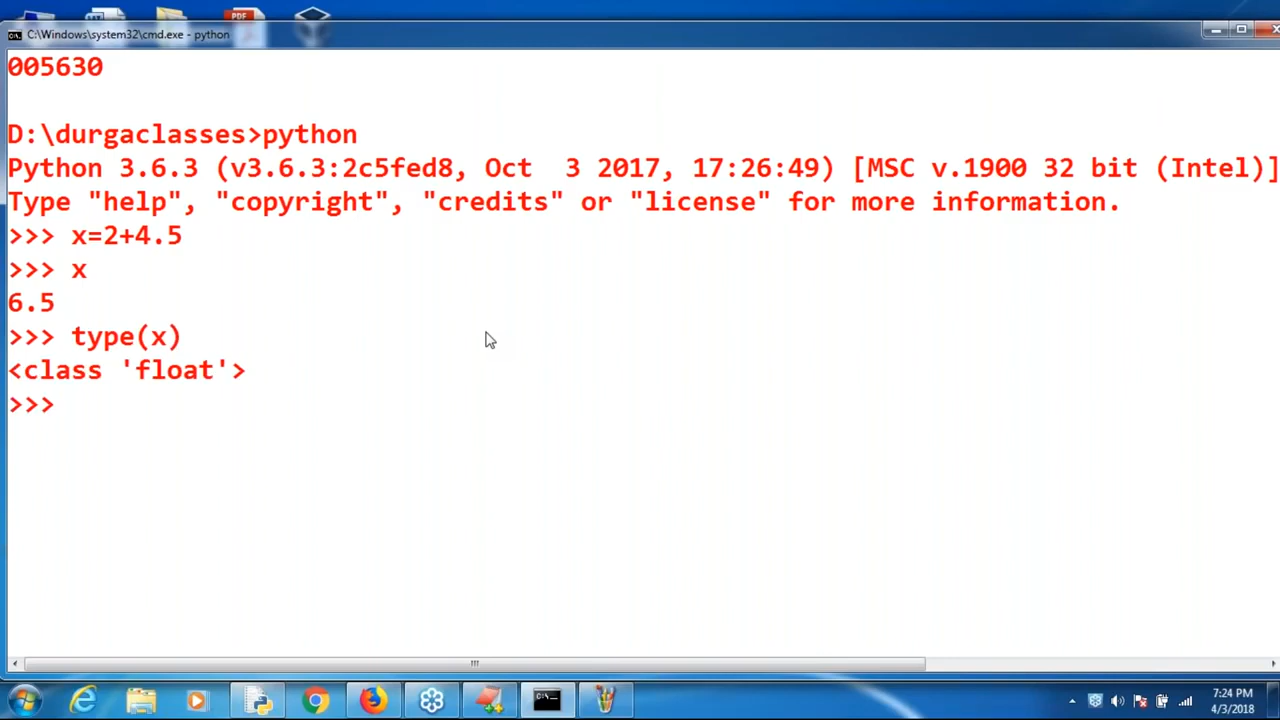 C:\Windows\system32\cmd.exe - python
005630
D:\durgaclasses>python
Python 3.6.3 (v3.6.3:2c5fed8, Oct  3 2017, 17:26:49) [MSC v.1900 32 bit (Intel)]
Type "help", "copyright", "credits" or "license" for more information.
>>> x=2+4.5
>>> x
6.5
>>> type(x)
<class 'float'>
>>>
7:24 PM
4/3/2018